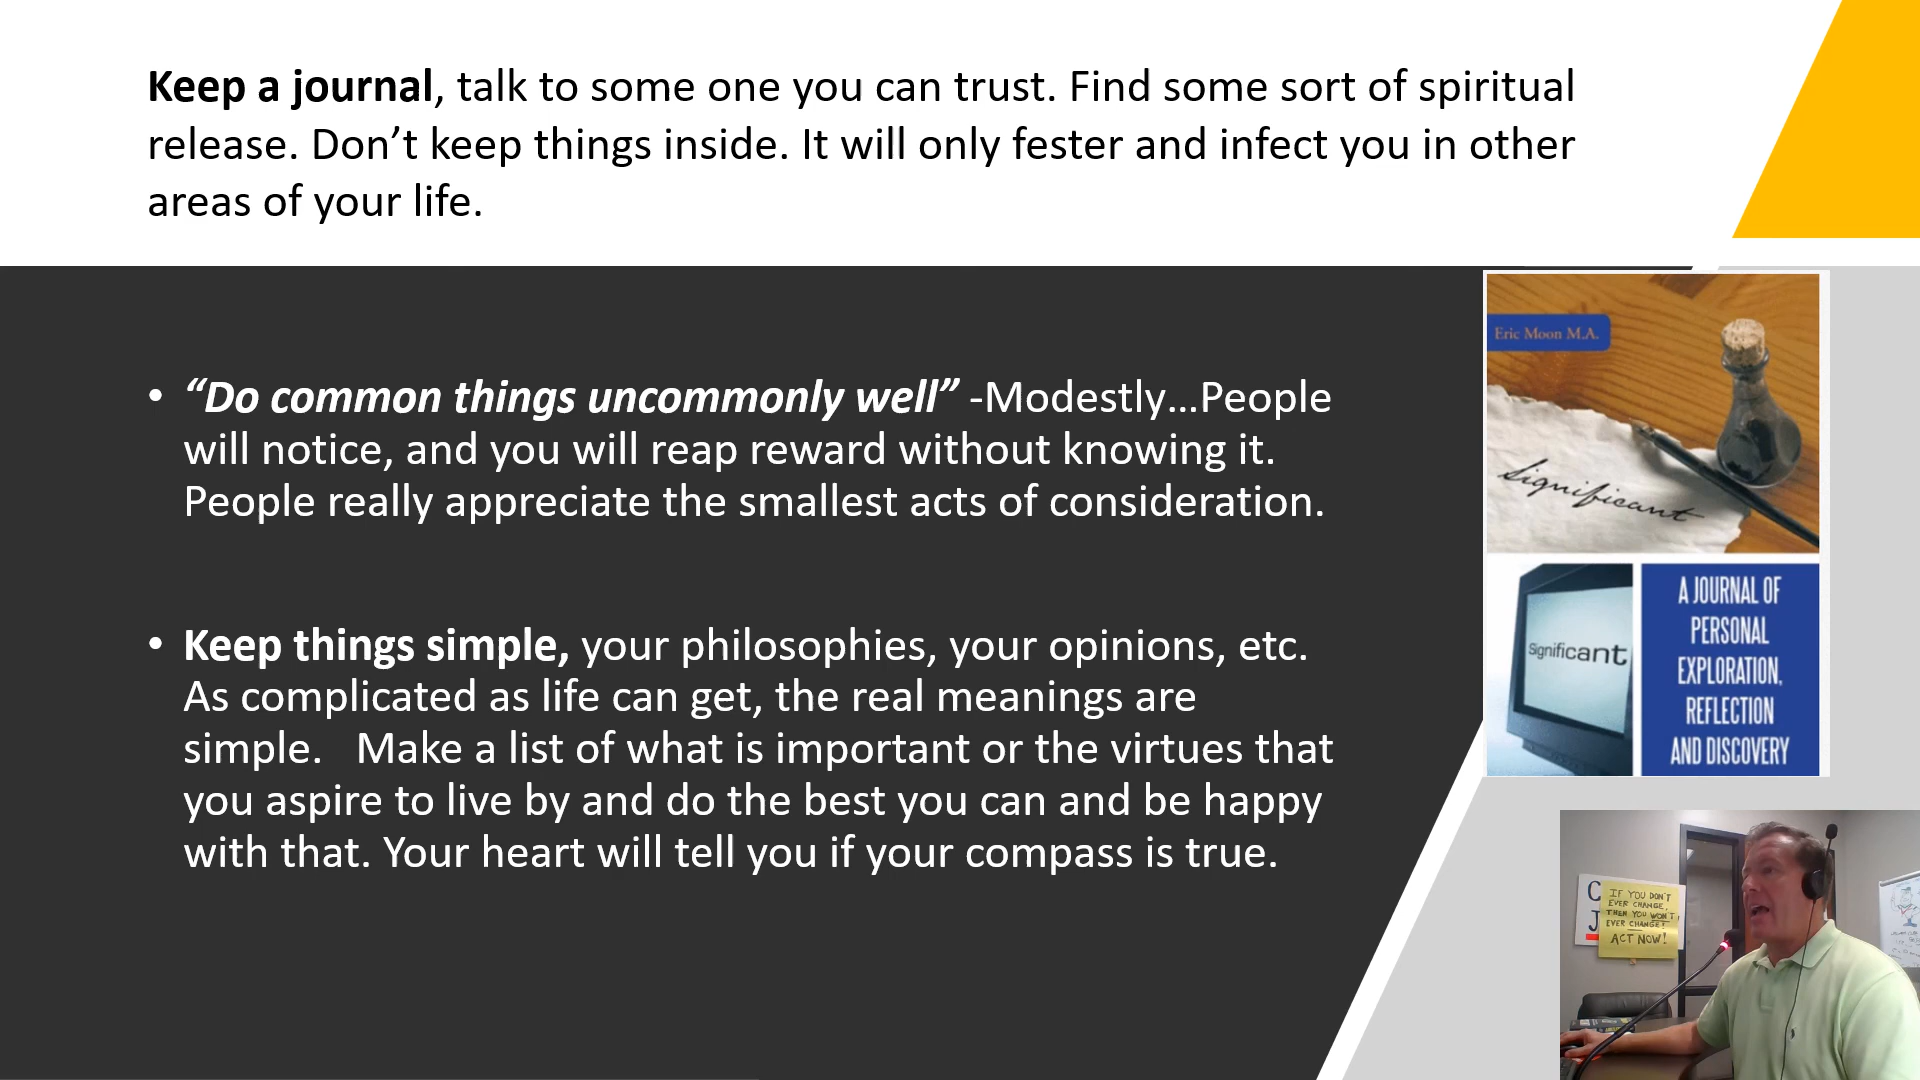 Keep a journal, talk to some one you can trust. Find some sort of spiritual
release. Don’t keep things inside. It will only fester and infect you in other
areas of your life.
• “Do common things uncommonly well” -Modestly…People
will notice, and you will reap reward without knowing it.
People really appreciate the smallest acts of consideration.
• Keep things simple, your philosophies, your opinions, etc.
As complicated as life can get, the real meanings are
simple.   Make a list of what is important or the virtues that
you aspire to live by and do the best you can and be happy
with that. Your heart will tell you if your compass is true.
Eric Moon M.A.
Significant
Significant
A JOURNAL OF
PERSONAL
EXPLORATION,
REFLECTION
AND DISCOVERY
C
J
IF YOU DON'T
EVER CHANGE,
THEN YOU WON'T
EVER CHANGE!
ACT NOW!